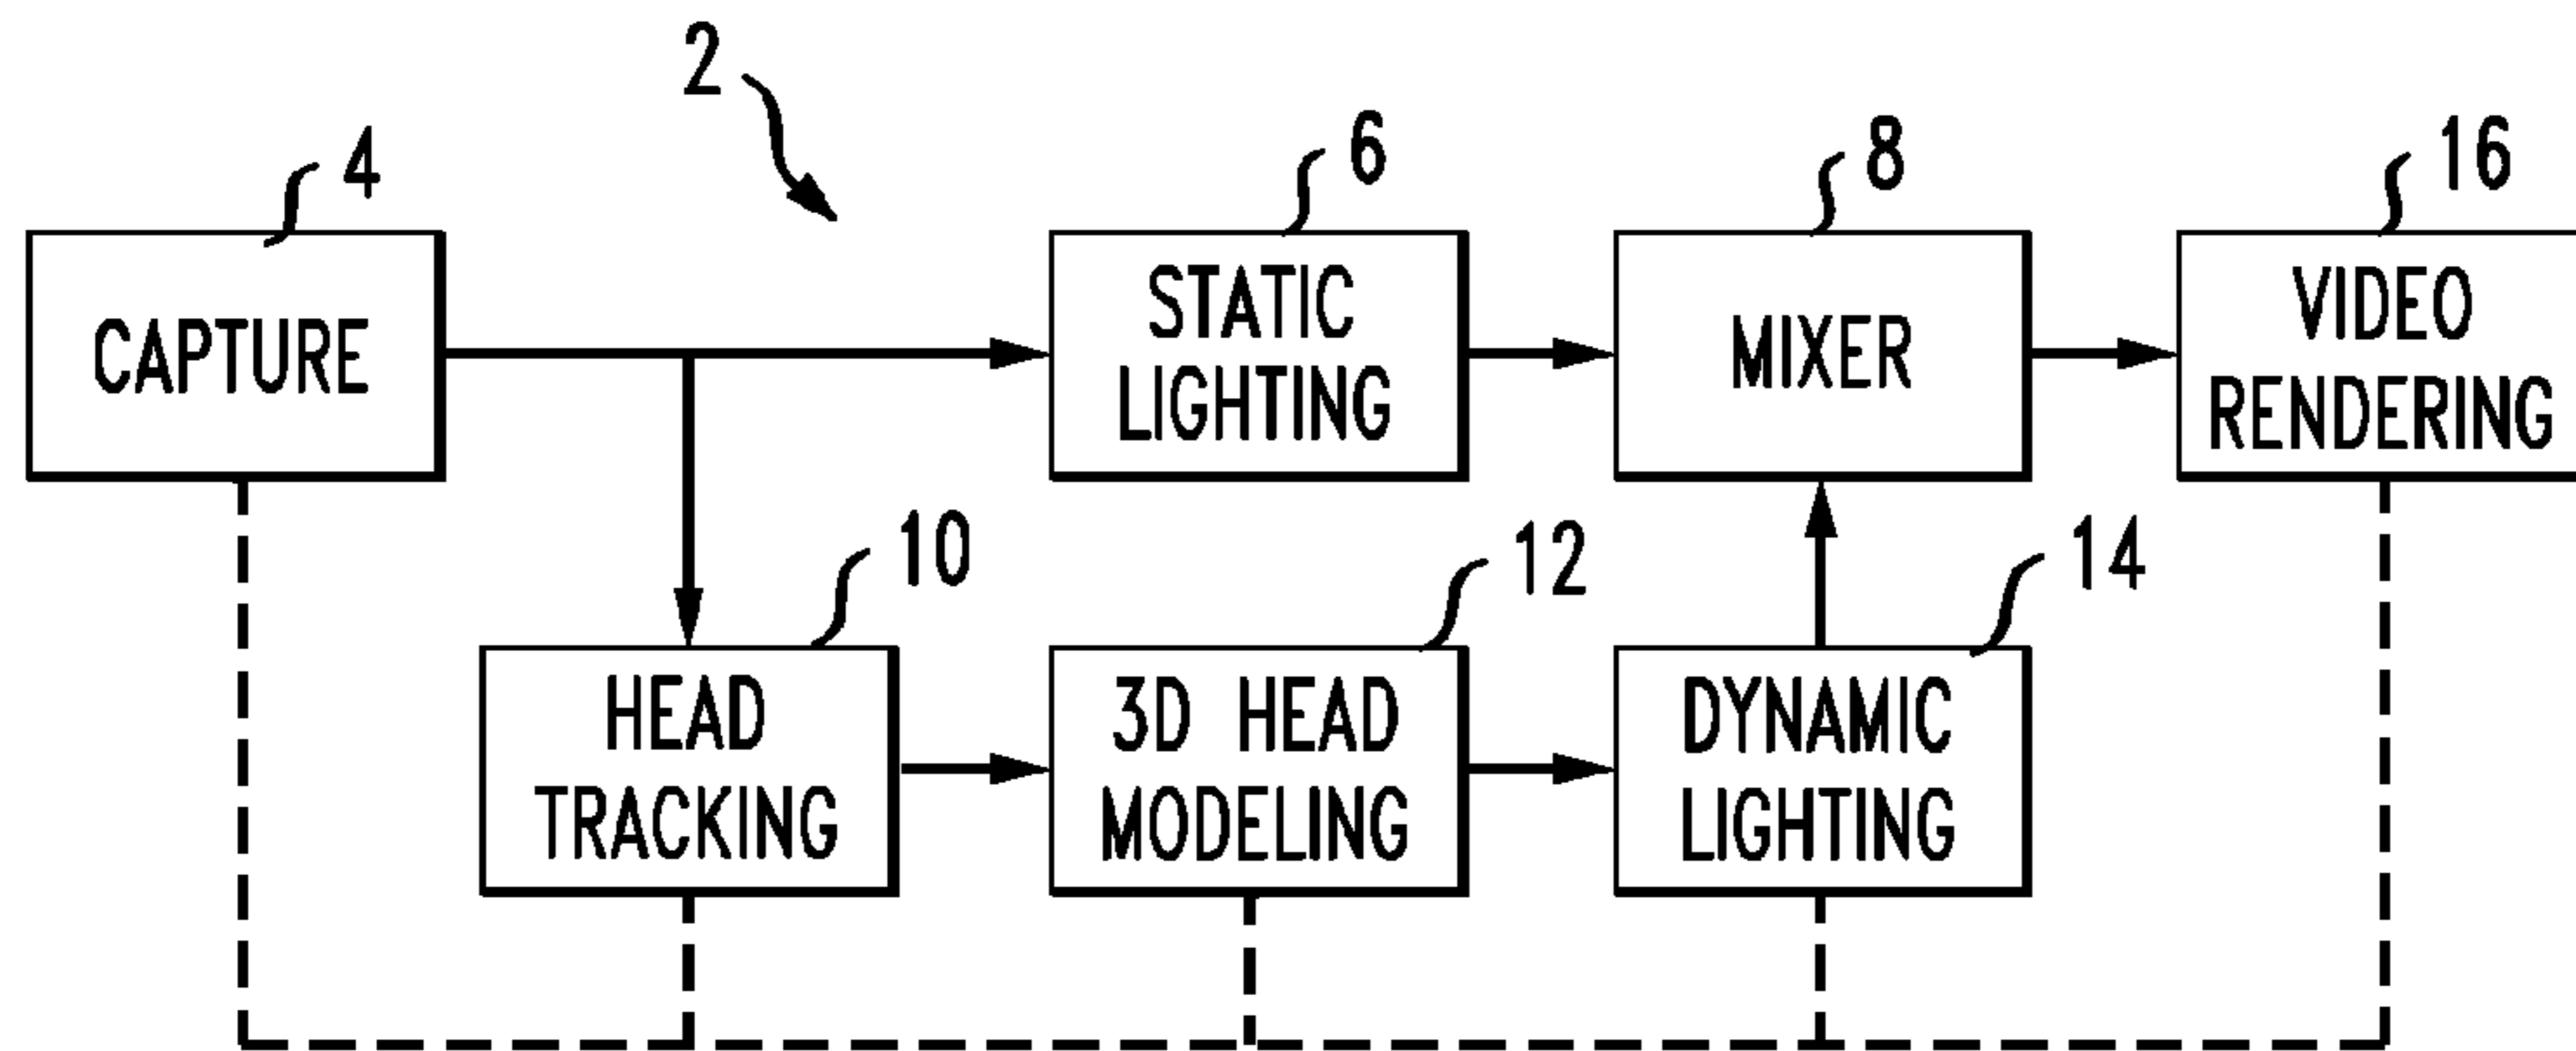 2
4
6
8
16
CAPTURE
STATIC
LIGHTING
MIXER
VIDEO
RENDERING
10
12
14
HEAD
TRACKING
3D HEAD
MODELING
DYNAMIC
LIGHTING